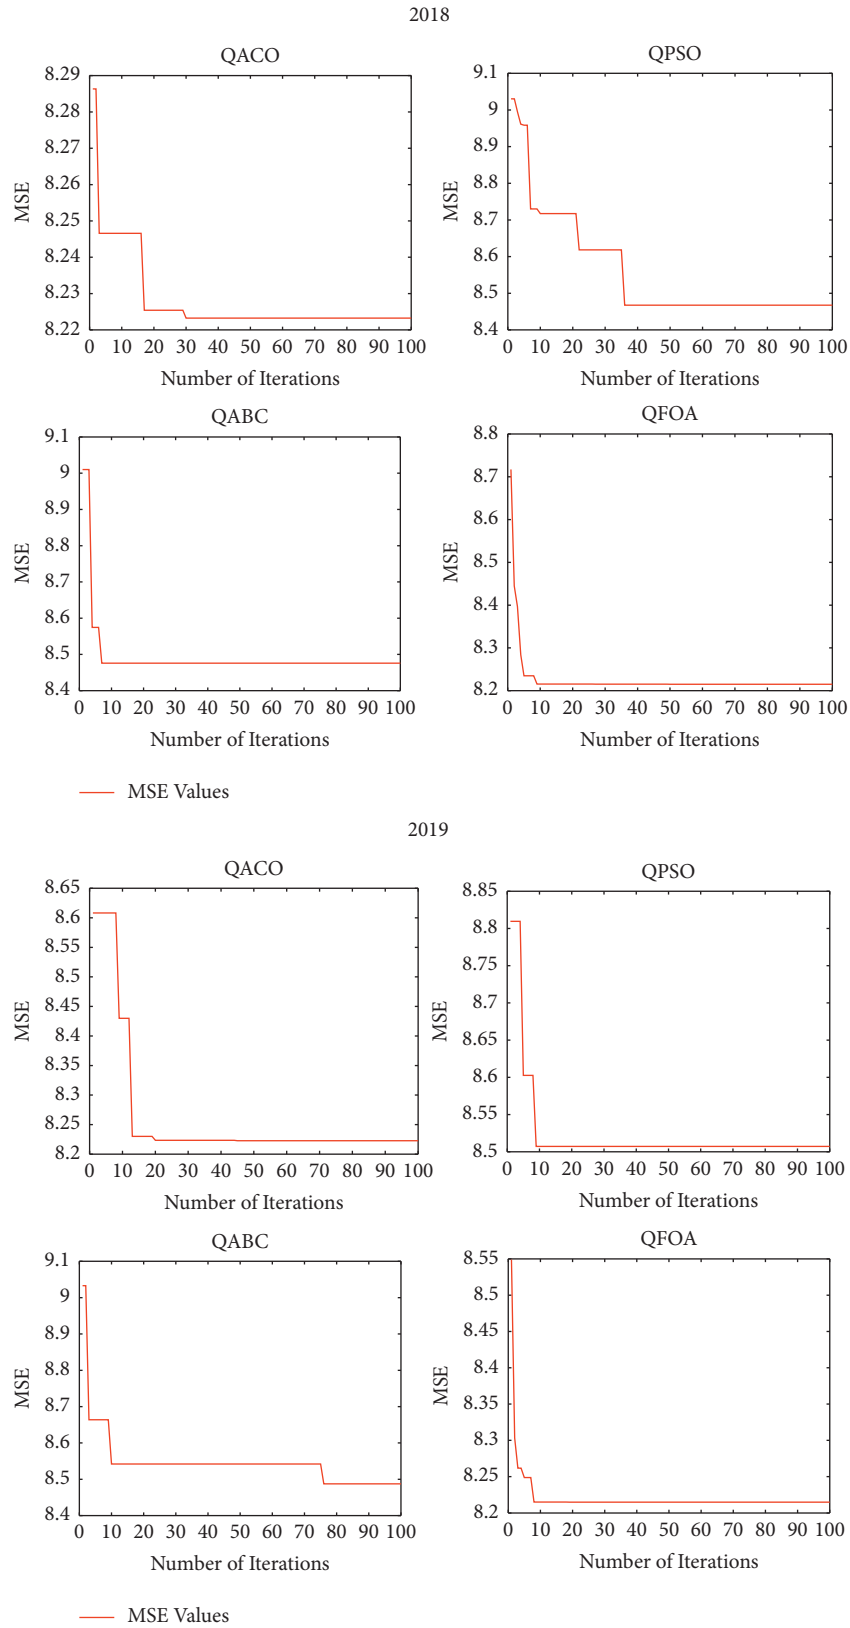 2018
QACO
8.29
8.28
8.27
8.26
8.25
8.24
8.23
8.22
MSE
0 10 20 30 40 50 60 70 80 90 100
Number of Iterations
QPSO
9.1
9
8.9
8.8
8.7
8.6
8.5
8.4
MSE
0 10 20 30 40 50 60 70 80 90 100
Number of Iterations
QABC
9.1
9
8.9
8.8
8.7
8.6
8.5
8.4
MSE
0 10 20 30 40 50 60 70 80 90 100
Number of Iterations
QFOA
8.8
8.7
8.6
8.5
8.4
8.3
8.2
MSE
0 10 20 30 40 50 60 70 80 90 100
Number of Iterations
MSE Values
2019
QACO
8.65
8.6
8.55
8.5
8.45
8.4
8.35
8.3
8.25
8.2
MSE
0 10 20 30 40 50 60 70 80 90 100
Number of Iterations
QPSO
8.85
8.8
8.75
8.7
8.65
8.6
8.55
8.5
MSE
0 10 20 30 40 50 60 70 80 90 100
Number of Iterations
QABC
9.1
9
8.9
8.8
8.7
8.6
8.5
8.4
MSE
0 10 20 30 40 50 60 70 80 90 100
Number of Iterations
QFOA
8.55
8.5
8.45
8.4
8.35
8.3
8.25
8.2
MSE
0 10 20 30 40 50 60 70 80 90 100
Number of Iterations
MSE Values